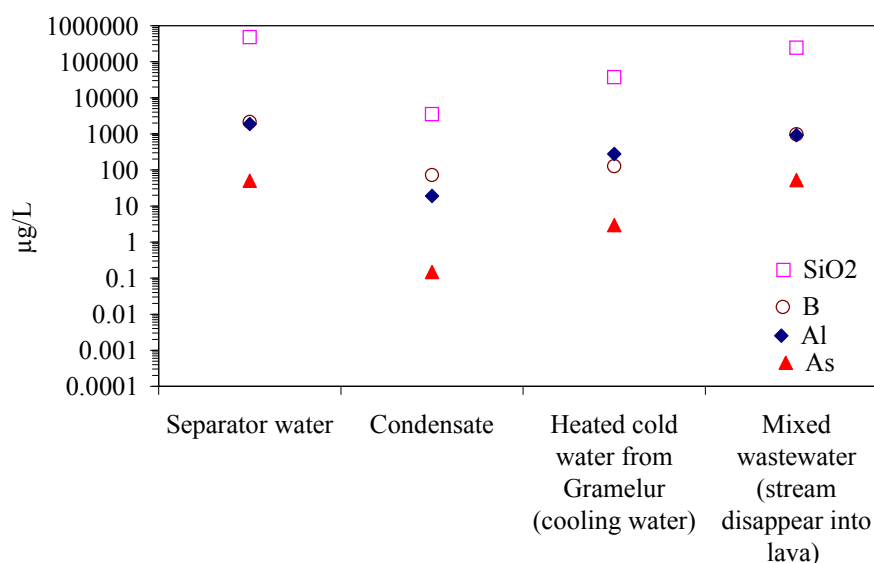 1000000
100000
10000
1000
100
10
1
0.1
0.01
0.001
0.0001
µg/L
SiO2
B
Al
As
Separator water
Condensate
Heated cold
water from
Gramelur
(cooling water)
Mixed
wastewater
(stream
disappear into
lava)